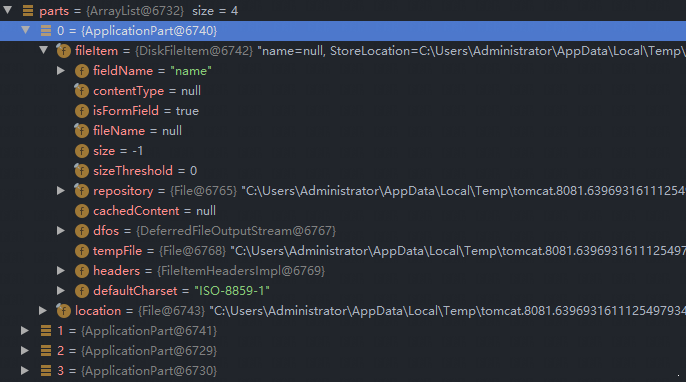 parts = {ArrayList@6732} size = 4
0 = {ApplicationPart@6740}
f fileItem = {DiskFileItem@6742} "name=null, StoreLocation=C:\Users\Administrator\AppData\Local\Temp\
f fieldName = "name"
f contentType = null
f isFormField = true
f fileName = null
f size = -1
f sizeThreshold = 0
f repository = {File@6765} "C:\Users\Administrator\AppData\Local\Temp\tomcat.8081.6396931611125497
f cachedContent = null
f dfos = {DeferredFileOutputStream@6767}
f tempFile = {File@6768} "C:\Users\Administrator\AppData\Local\Temp\tomcat.8081.6396931611125497
f headers = {FileItemHeadersImpl@6769}
f defaultCharset = "ISO-8859-1"
f location = {File@6743} "C:\Users\Administrator\AppData\Local\Temp\tomcat.8081.6396931611125497934
1 = {ApplicationPart@6741}
2 = {ApplicationPart@6729}
3 = {ApplicationPart@6730}